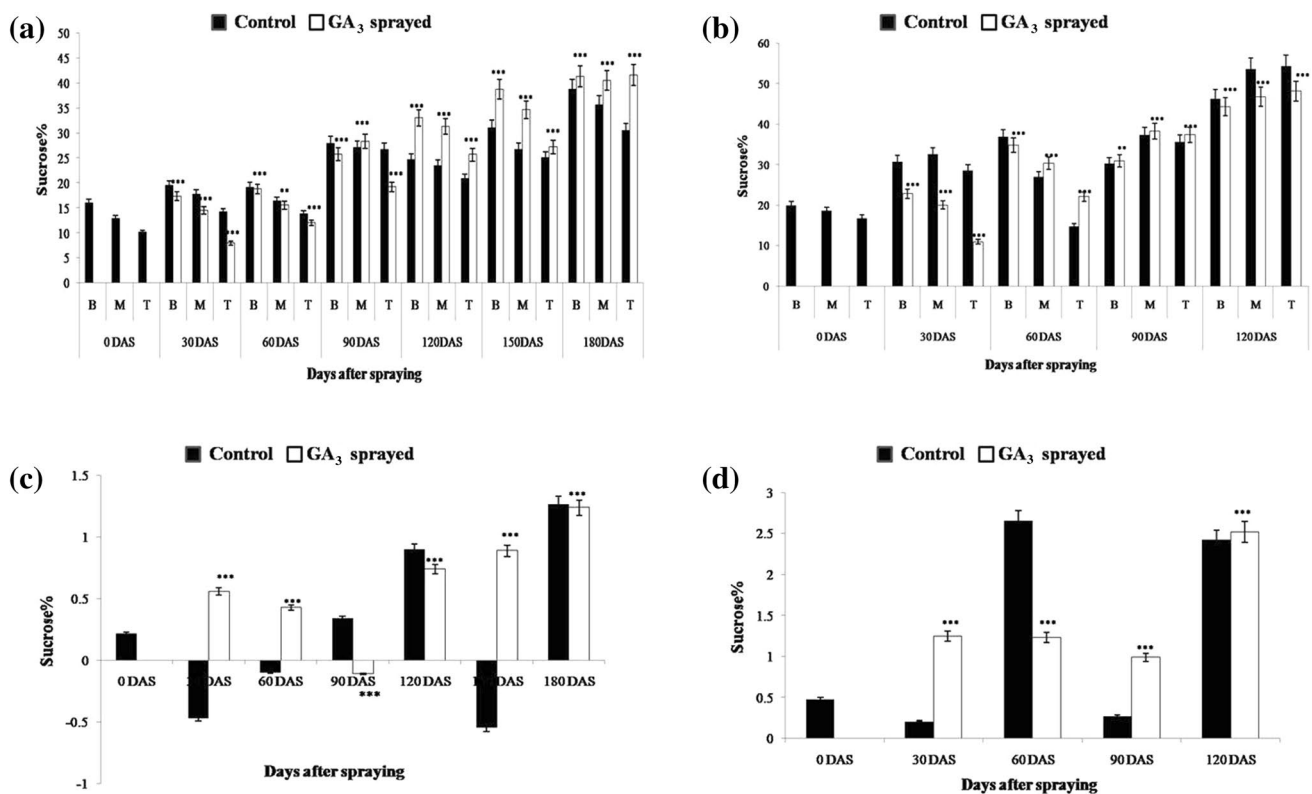 (a)
Control GA3 sprayed
Sucrose%
50
45
40
35
30
25
20
15
10
5
0
B M T B M T B M T B M T B M T B M T B M T
0 DAS 30 DAS 60 DAS 90 DAS 120 DAS 150 DAS 180 DAS
Days after spraying
*** *** *** *** ** *** *** *** *** *** *** *** *** *** *** *** *** ***
(b)
Control GA3 sprayed
Sucrose%
60
50
40
30
20
10
0
B M T B M T B M T B M T B M T
0 DAS 30 DAS 60 DAS 90 DAS 120 DAS
Days after spraying
*** *** *** *** *** *** ** *** *** *** *** ***
(c)
Control GA3 sprayed
Sucrose%
1.5
1
0.5
0
-0.5
-1
0 DAS 60 DAS 90 DAS 120 DAS 180 DAS
*** *** *** *** *** ***
Days after spraying
(d)
Control GA3 sprayed
Sucrose%
3
2.5
2
1.5
1
0.5
0
*** *** *** ***
0 DAS 30 DAS 60 DAS 90 DAS 120 DAS
Days after spraying